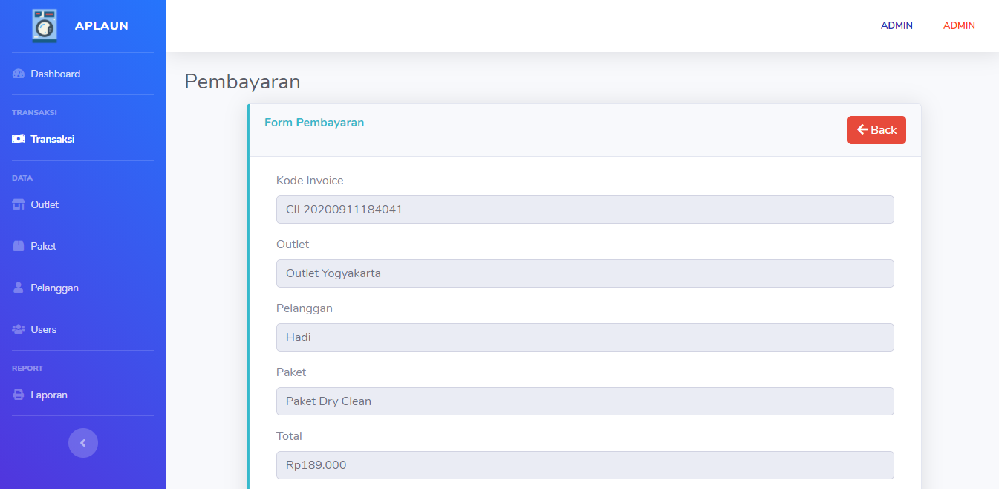 APLAUN
ADMIN
ADMIN
Dashboard
TRANSAKSI
Transaksi
DATA
Outlet
Paket
Pelanggan
Users
REPORT
Laporan
Pembayaran
Form Pembayaran
Back
Kode Invoice
CIL20200911184041
Outlet
Outlet Yogyakarta
Pelanggan
Hadi
Paket
Paket Dry Clean
Total
Rp189.000